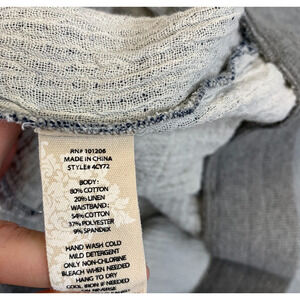 RN# 101206
MADE IN CHINA
STYLE# 4CY72
BODY:
80% COTTON
20% LINEN
WAISTBAND:
54% COTTON
37% POLYESTER
9% SPANDEX
HAND WASH COLD
MILD DETERGENT
ONLY NON-CHLORINE
BLEACH WHEN NEEDED
HANG TO DRY
COOL IRON IF NEEDED